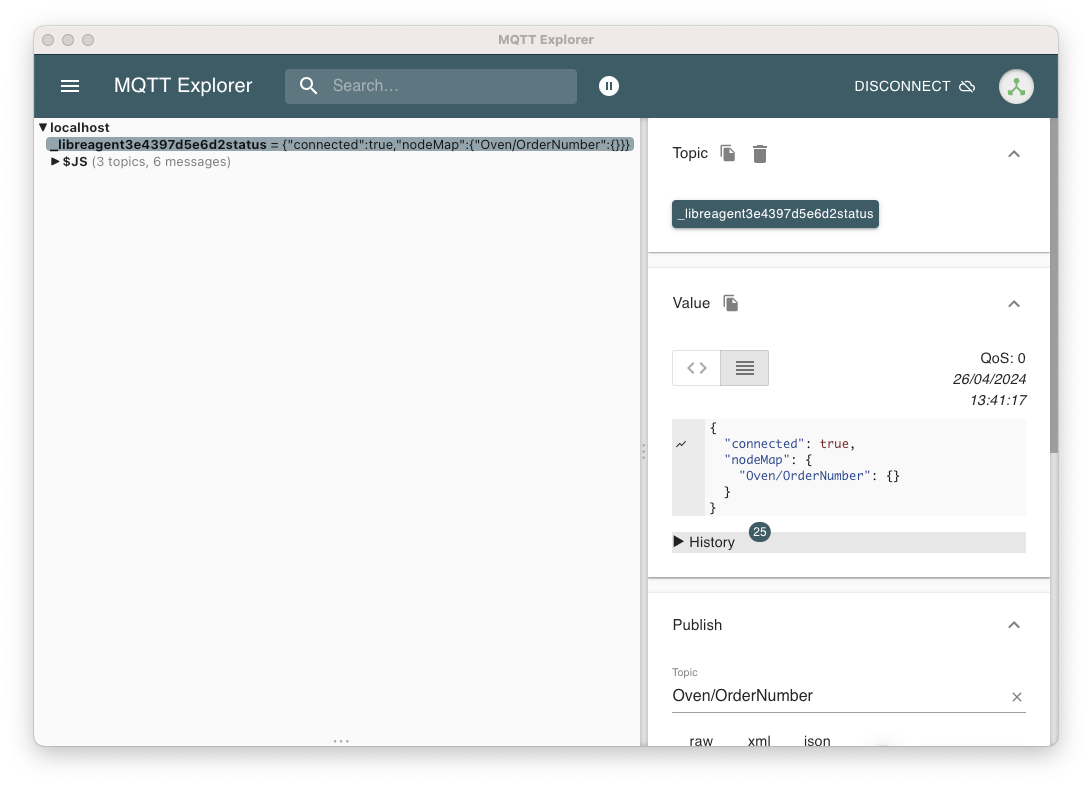 MQTT Explorer
MQTT Explorer
Search...
DISCONNECT
localhost
_libreagent3e4397d5e6d2status = {"connected":true,"nodeMap":{"Oven/OrderNumber":{}}}
$JS (3 topics, 6 messages)
Topic
_libreagent3e4397d5e6d2status
Value
QoS: 0
26/04/2024
13:41:17
{
"connected": true,
"nodeMap": {
"Oven/OrderNumber": {}
}
}
History 25
Publish
Topic
Oven/OrderNumber
raw xml json